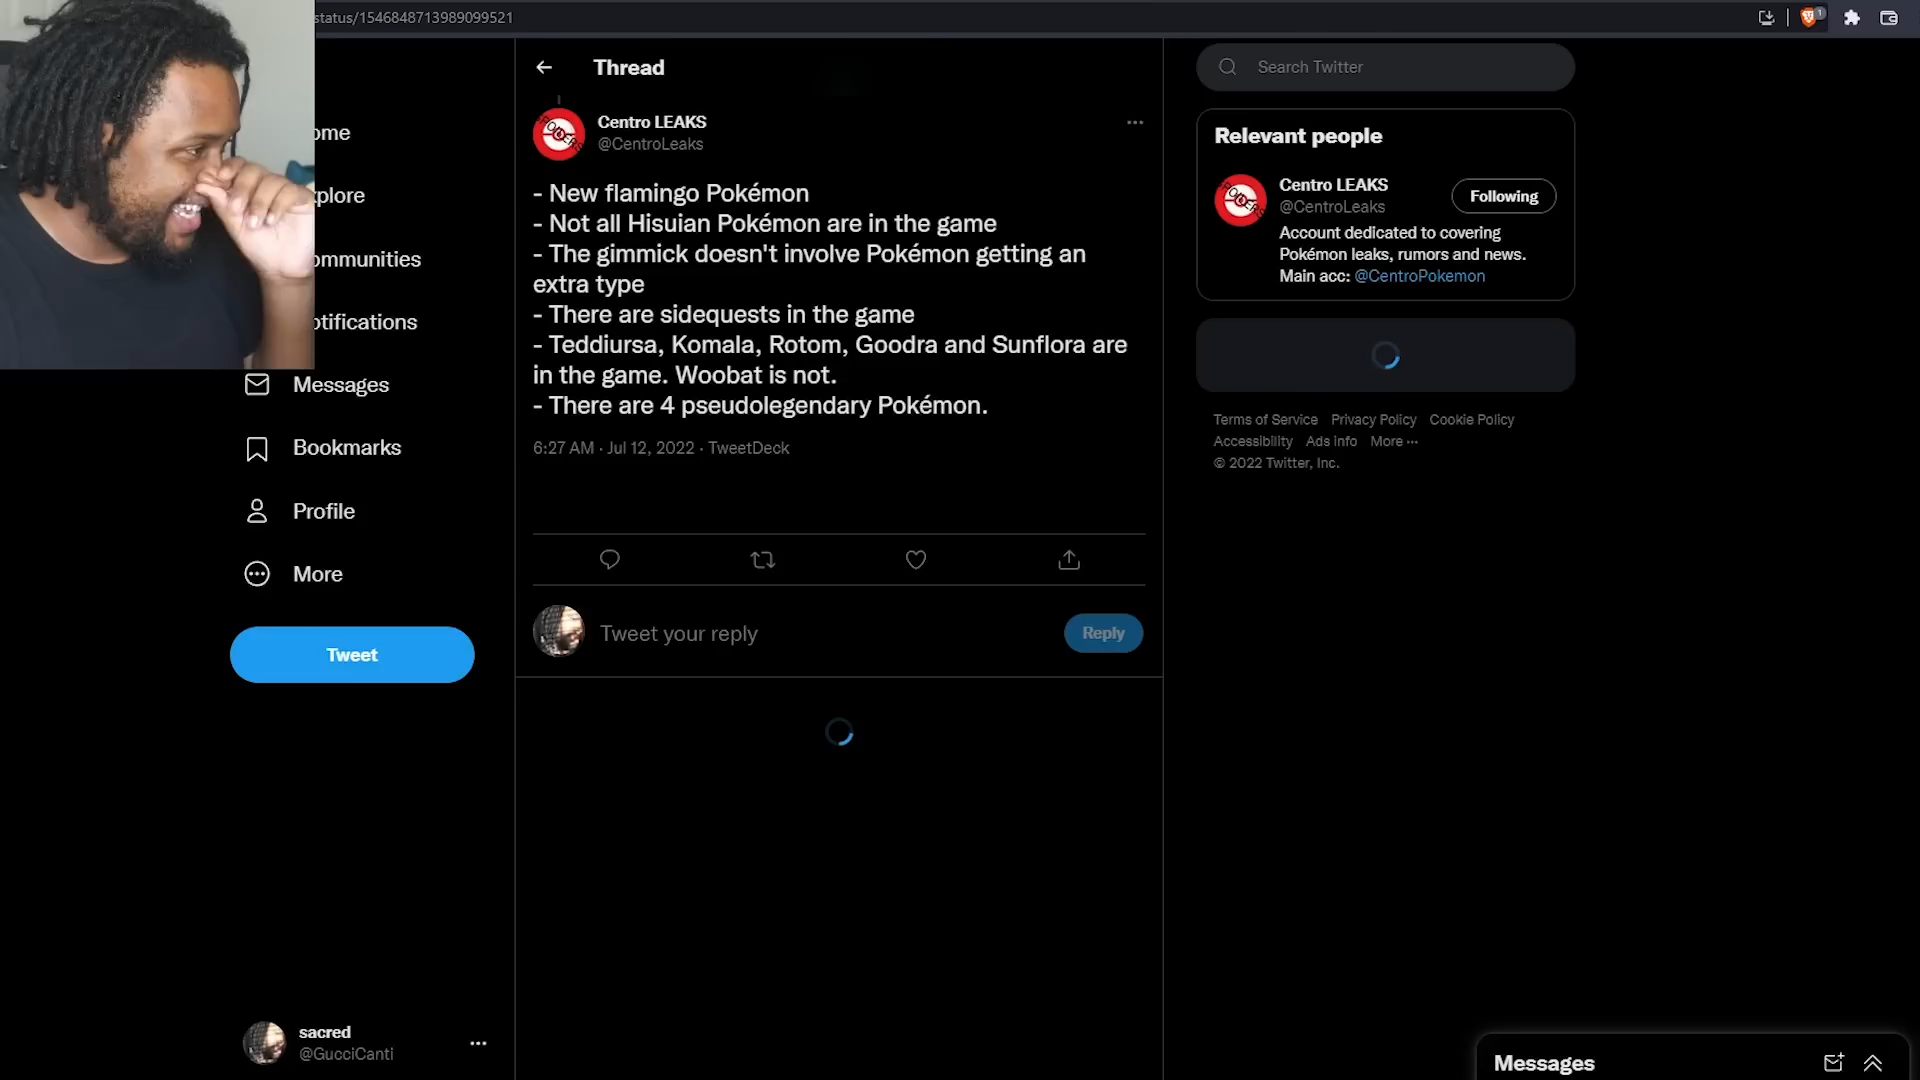 status/1546848713989099521
Thread
Search Twitter
ome
xplore
ommunities
otifications
Messages
Bookmarks
Profile
More
Tweet
sacred
@GucciCanti
Centro LEAKS
@CentroLeaks
- New flamingo Pokémon
- Not all Hisuian Pokémon are in the game
- The gimmick doesn't involve Pokémon getting an
extra type
- There are sidequests in the game
- Teddiursa, Komala, Rotom, Goodra and Sunflora are
in the game. Woobat is not.
- There are 4 pseudolegendary Pokémon.
6:27 AM · Jul 12, 2022 · TweetDeck
Tweet your reply
Reply
Relevant people
Centro LEAKS
@CentroLeaks
Following
Account dedicated to covering
Pokémon leaks, rumors and news.
Main acc: @CentroPokemon
Terms of Service Privacy Policy Cookie Policy
Accessibility Ads info More ···
© 2022 Twitter, Inc.
Messages